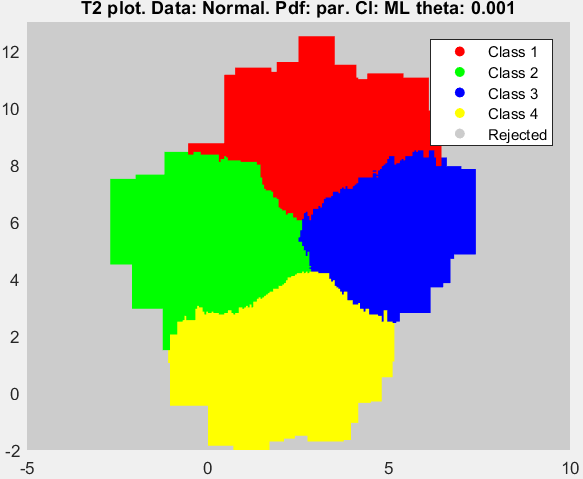 T2 plot. Data: Normal. Pdf: par. Cl: ML theta: 0.001
12
10
8
6
4
2
0
-2
-5
0
5
10
Class 1
Class 2
Class 3
Class 4
Rejected